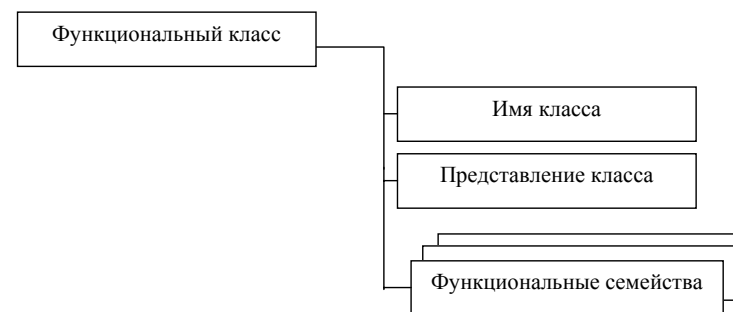 Функциональный класс
Имя класса
Представление класса
Функциональные семейства